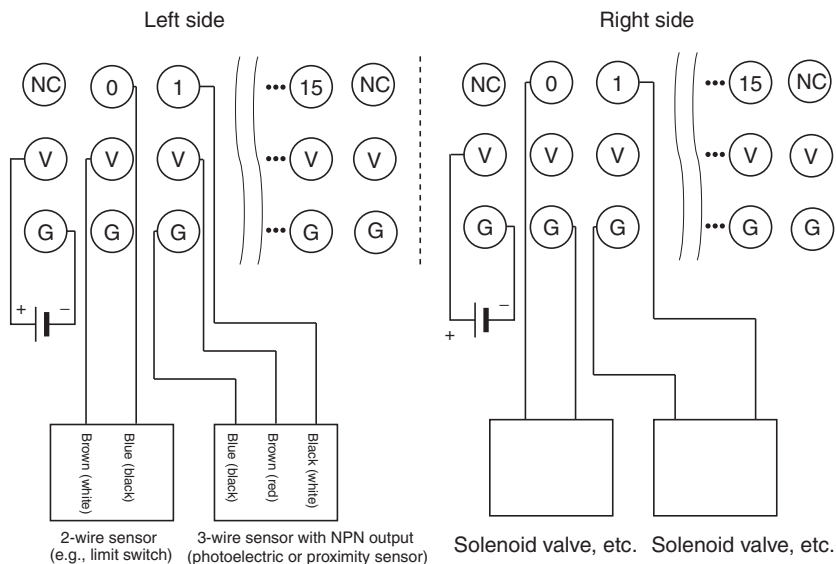 Left side
Right side
NC 0 1 ••• 15 NC
V V V ••• V V
G G G ••• G G
+ −
NC 0 1 ••• 15 NC
V V V ••• V V
G G G ••• G G
+ −
Brown (white)
Blue (black)
Blue (black)
Brown (red)
Black (white)
2-wire sensor
(e.g., limit switch)
3-wire sensor with NPN output
(photoelectric or proximity sensor)
Solenoid valve, etc.
Solenoid valve, etc.